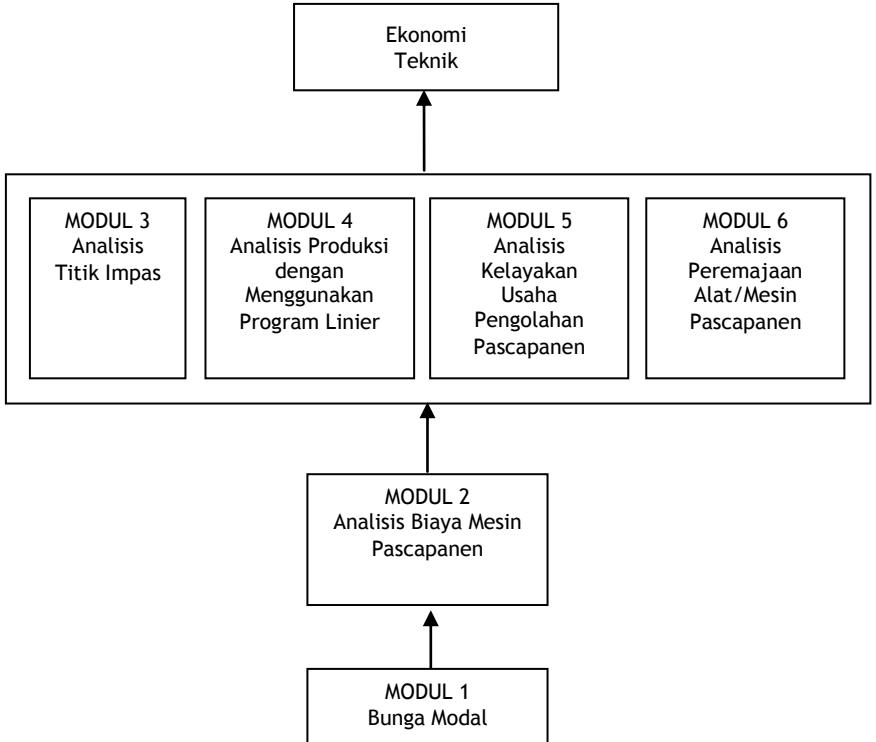 Ekonomi
Teknik
MODUL 3
Analisis
Titik Impas
MODUL 4
Analisis Produksi
dengan
Menggunakan
Program Linier
MODUL 5
Analisis
Kelayakan
Usaha
Pengolahan
Pascapanen
MODUL 6
Analisis
Peremajaan
Alat/Mesin
Pascapanen
MODUL 2
Analisis Biaya Mesin
Pascapanen
MODUL 1
Bunga Modal